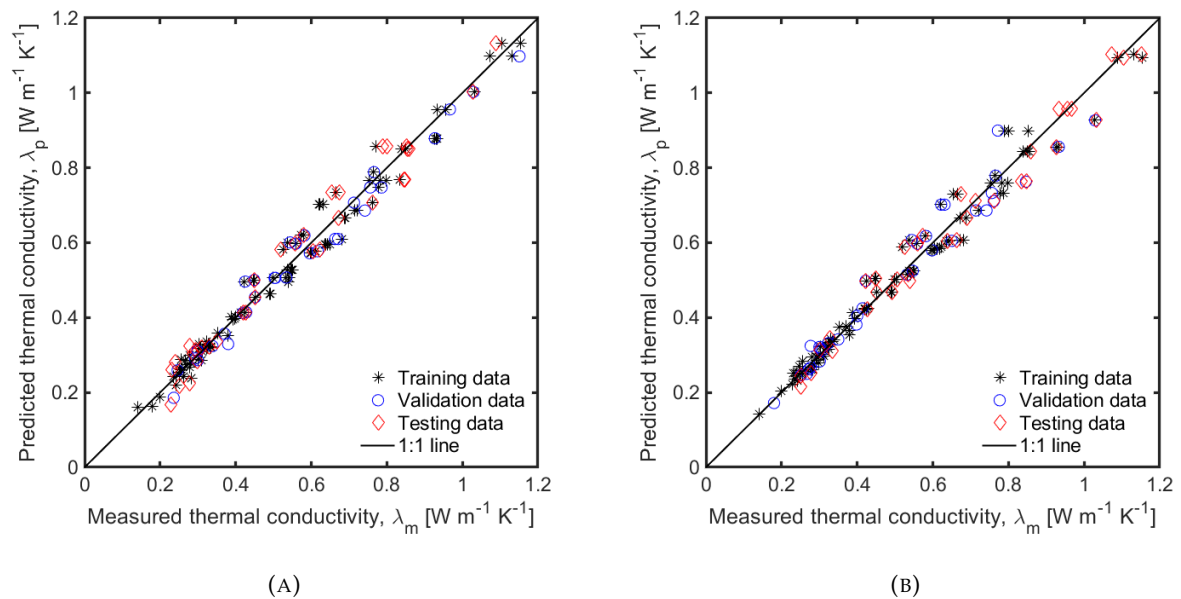 Predicted thermal conductivity, λp [W m-1 K-1]
1.2
1
0.8
0.6
0.4
0.2
0
Training data
Validation data
Testing data
1:1 line
0 0.2 0.4 0.6 0.8 1 1.2
Measured thermal conductivity, λm [W m-1 K-1]
(A)
Predicted thermal conductivity, λp [W m-1 K-1]
1.2
1
0.8
0.6
0.4
0.2
0
Training data
Validation data
Testing data
1:1 line
0 0.2 0.4 0.6 0.8 1 1.2
Measured thermal conductivity, λm [W m-1 K-1]
(B)